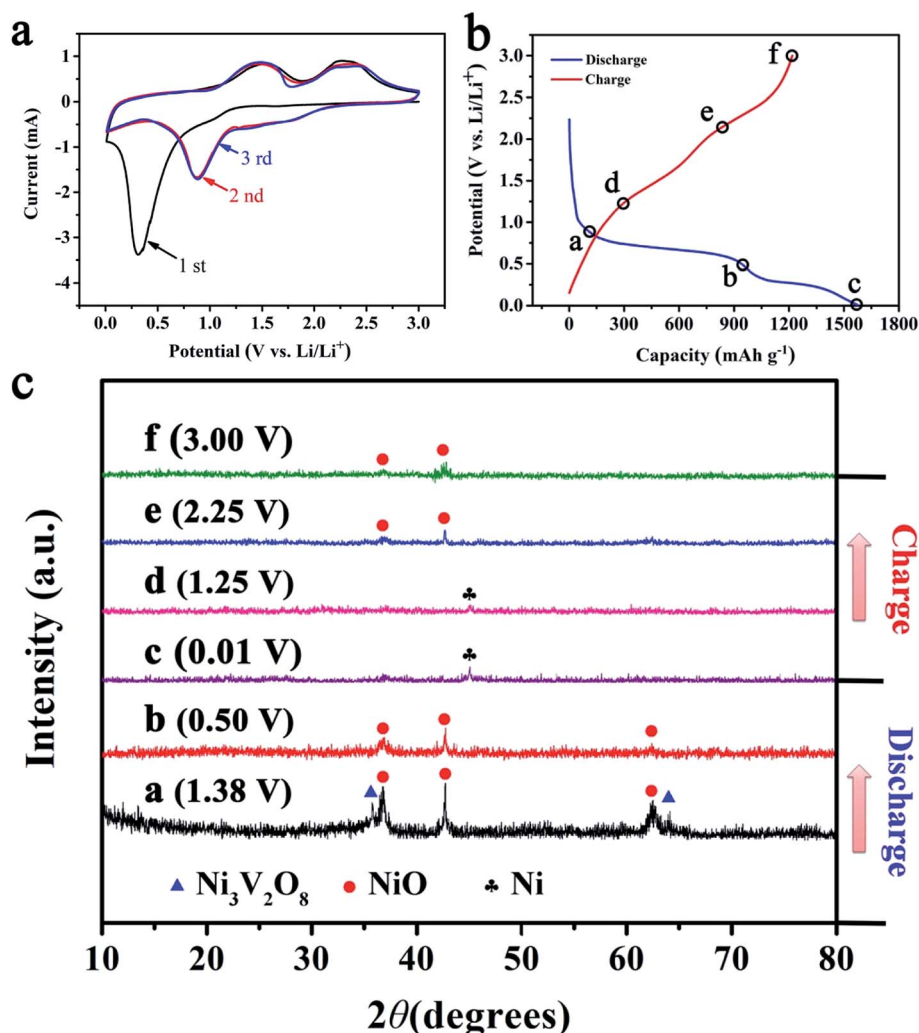 a
1
0
-1
-2
-3
-4
Current (mA)
3 rd
2 nd
1 st
0.0 0.5 1.0 1.5 2.0 2.5 3.0
Potential (V vs. Li/Li⁺)
b
3.0
2.5
2.0
1.5
1.0
0.5
0.0
Potential (V vs. Li/Li⁺)
Discharge
Charge
f
e
d
a
b
c
0 300 600 900 1200 1500 1800
Capacity (mAh g⁻¹)
c
Intensity (a.u.)
f (3.00 V)
e (2.25 V)
d (1.25 V)
c (0.01 V)
b (0.50 V)
a (1.38 V)
▲ Ni₃V₂O₈ ● NiO ♣ Ni
Charge
Discharge
10 20 30 40 50 60 70 80
2θ(degrees)